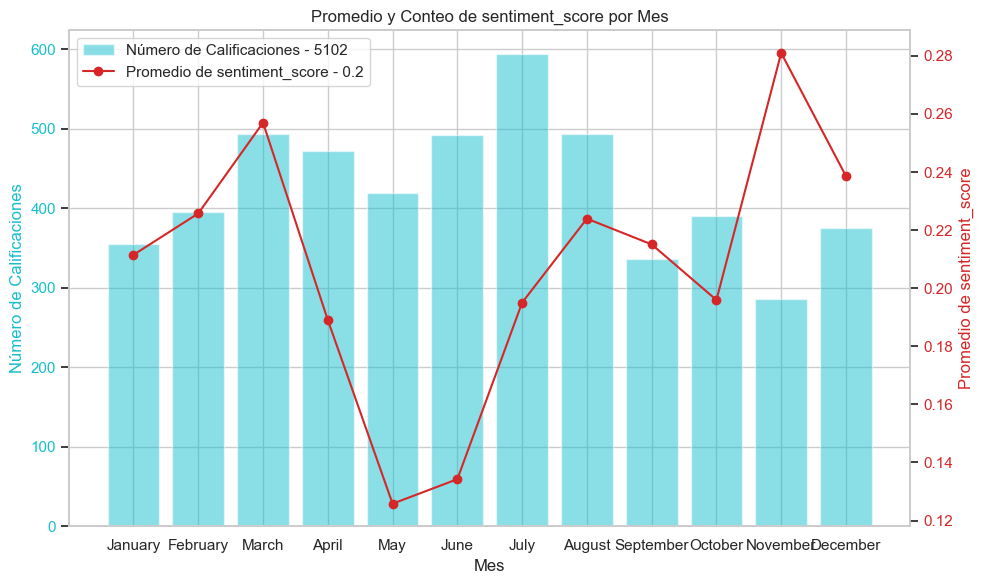 Promedio y Conteo de sentiment_score por Mes
Número de Calificaciones - 5102
Promedio de sentiment_score - 0.2
Número de Calificaciones
600
500
400
300
200
100
0
0.28
0.26
0.24
0.22
0.20
0.18
0.16
0.14
0.12
Promedio de sentiment_score
January February March April May June July August September October November December
Mes